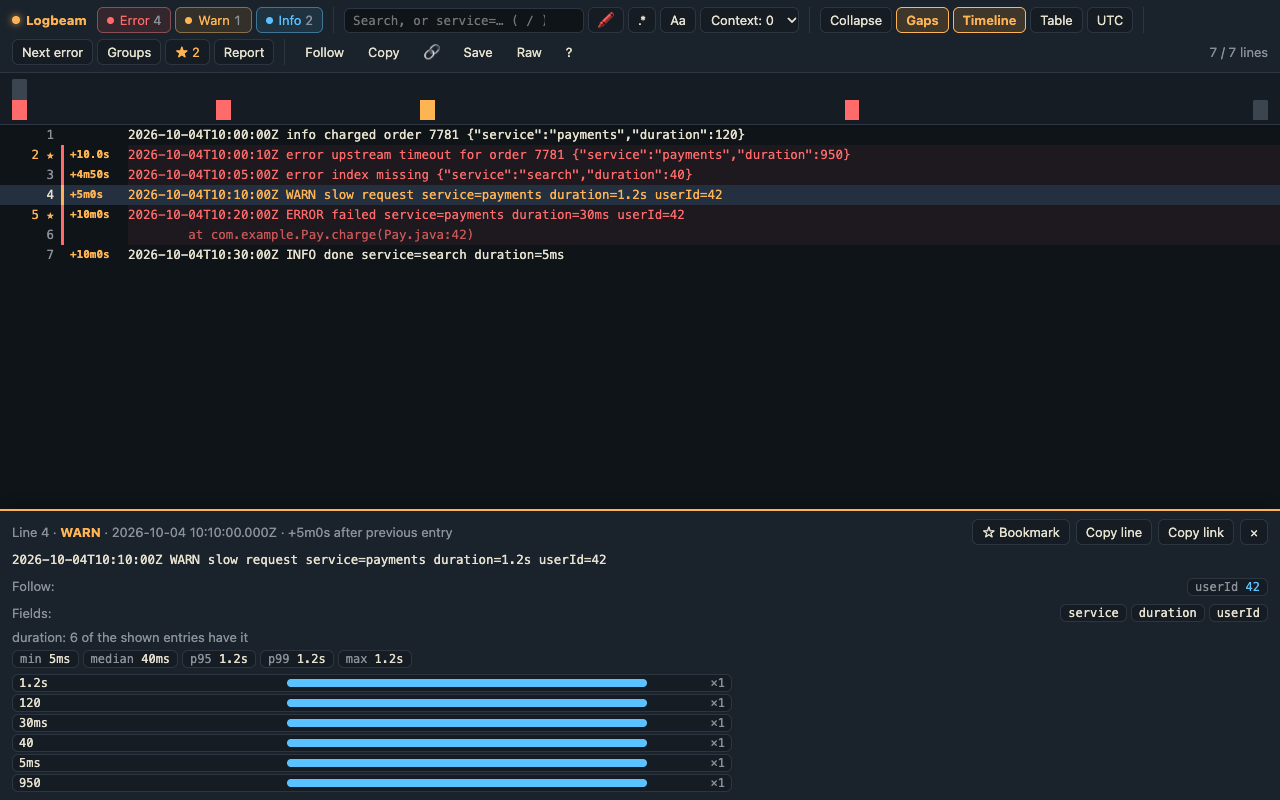 Logbeam Error 4 Warn 1 Info 2 Search, or service=… ( / ) .* Aa Context: 0 Collapse Gaps Timeline Table UTC
Next error Groups ★ 2 Report Follow Copy Save Raw ? 7 / 7 lines
1 2026-10-04T10:00:00Z info charged order 7781 {"service":"payments","duration":120}
2 ★ +10.0s 2026-10-04T10:00:10Z error upstream timeout for order 7781 {"service":"payments","duration":950}
3 +4m50s 2026-10-04T10:05:00Z error index missing {"service":"search","duration":40}
4 +5m0s 2026-10-04T10:10:00Z WARN slow request service=payments duration=1.2s userId=42
5 ★ +10m0s 2026-10-04T10:20:00Z ERROR failed service=payments duration=30ms userId=42
6 at com.example.Pay.charge(Pay.java:42)
7 +10m0s 2026-10-04T10:30:00Z INFO done service=search duration=5ms
Line 4 · WARN · 2026-10-04 10:10:00.000Z · +5m0s after previous entry ☆ Bookmark Copy line Copy link ×
2026-10-04T10:10:00Z WARN slow request service=payments duration=1.2s userId=42
Follow: userId 42
Fields: service duration userId
duration: 6 of the shown entries have it
min 5ms median 40ms p95 1.2s p99 1.2s max 1.2s
1.2s ×1
120 ×1
30ms ×1
40 ×1
5ms ×1
950 ×1